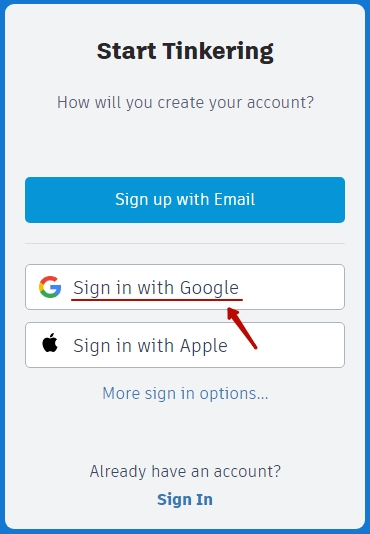 Start Tinkering
How will you create your account?
Sign up with Email
Sign in with Google
Sign in with Apple
More sign in options...
Already have an account?
Sign In